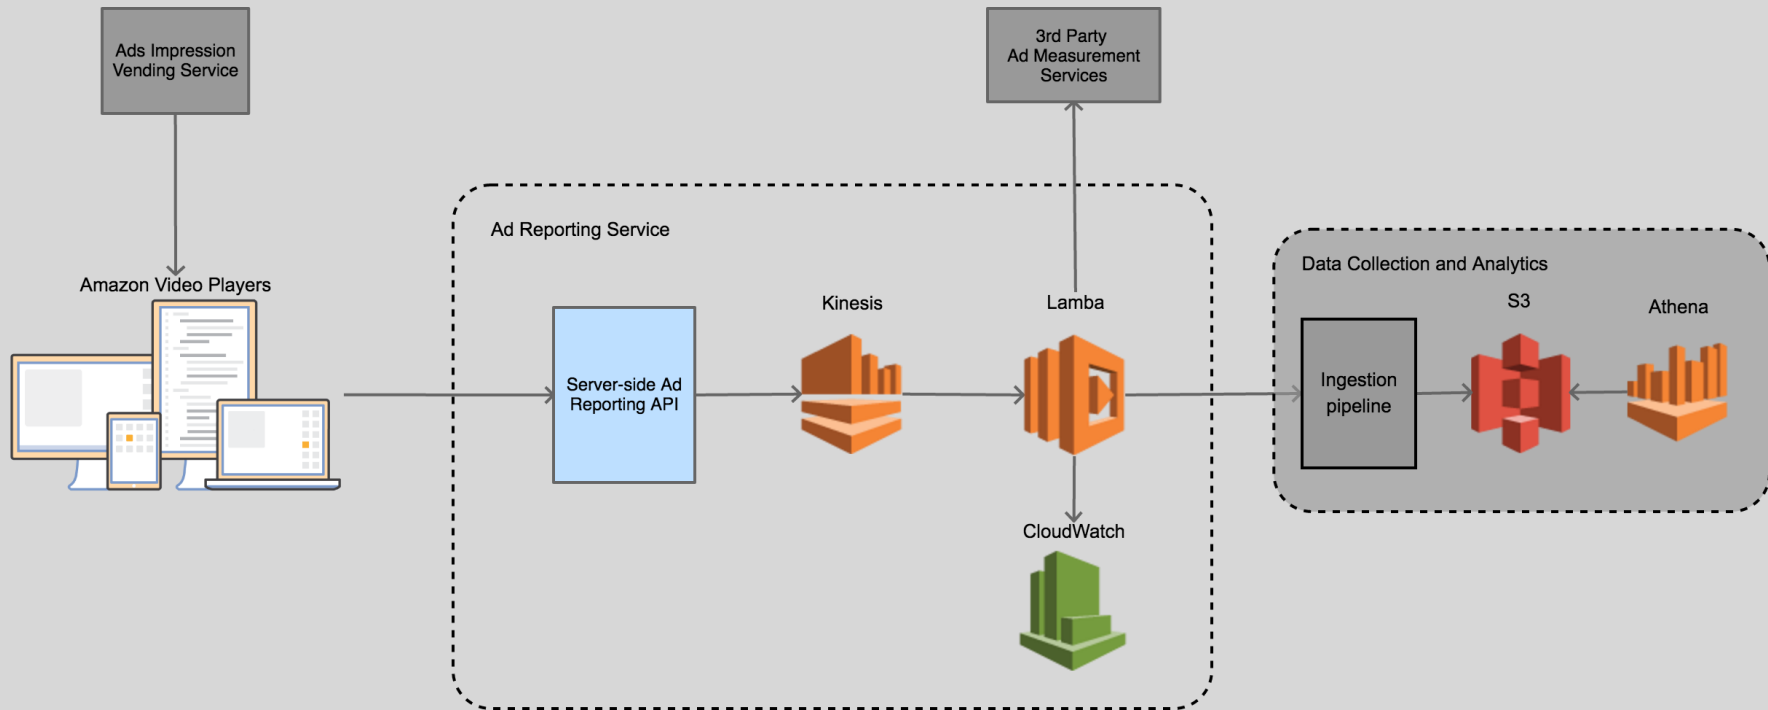 Ads Impression
Vending Service
3rd Party
Ad Measurement
Services
Ad Reporting Service
Data Collection and Analytics
Amazon Video Players
Kinesis
Lamba
S3
Athena
Server-side Ad
Reporting API
Ingestion
pipeline
CloudWatch